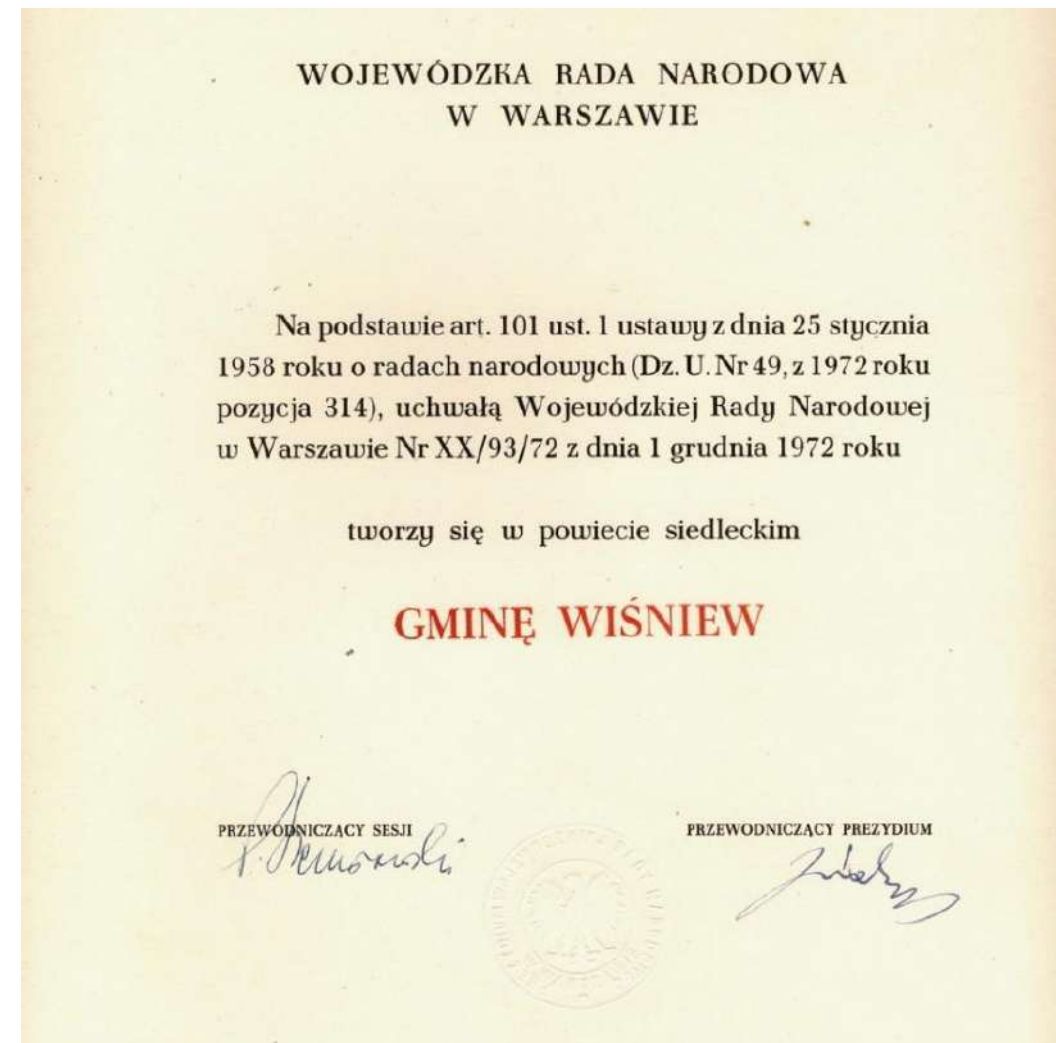 WOJEWÓDZKA RADA NARODOWA
W WARSZAWIE
Na podstawie art. 101 ust. 1 ustawy z dnia 25 stycznia
1958 roku o radach narodowych (Dz. U. Nr 49, z 1972 roku
pozycja 314), uchwałą Wojewódzkiej Rady Narodowej
w Warszawie Nr XX/93/72 z dnia 1 grudnia 1972 roku
tworzy się w powiecie siedleckim
GMINĘ WIŚNIEW
PRZEWODNICZĄCY SESJI
PRZEWODNICZĄCY PREZYDIUM